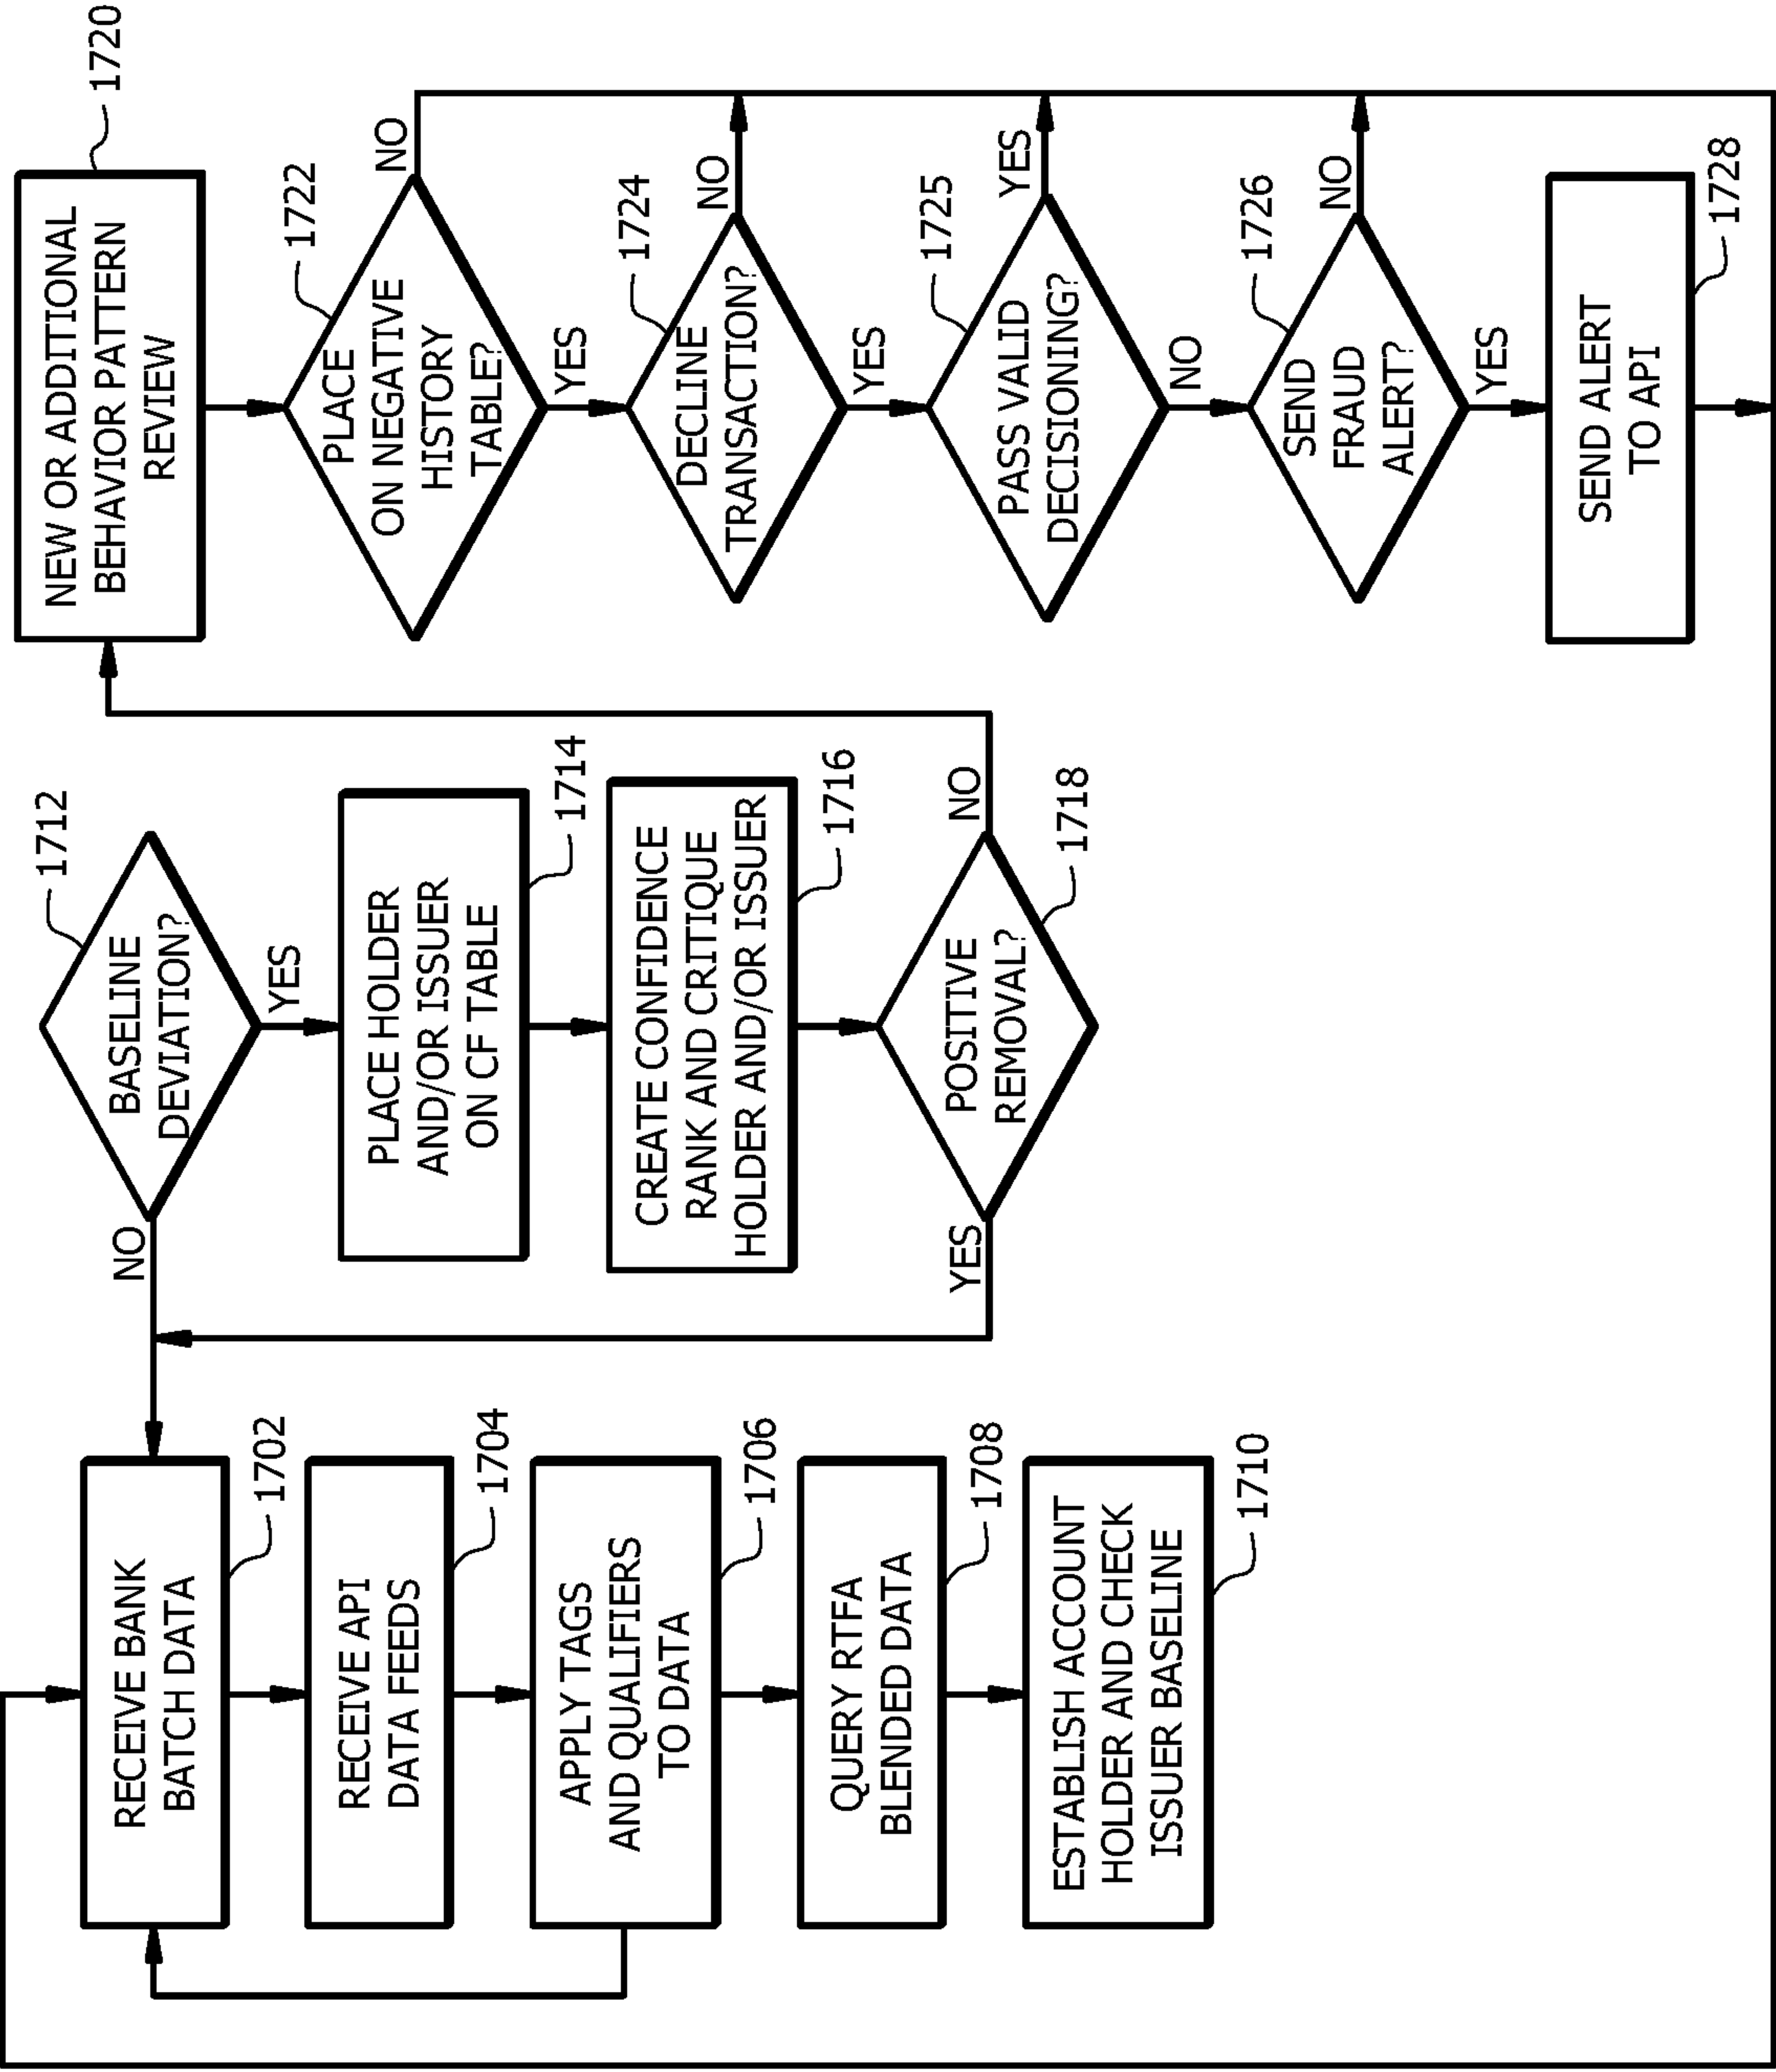 RECEIVE BANK
BATCH DATA
1702
RECEIVE API
DATA FEEDS
1704
APPLY TAGS
AND QUALIFIERS
TO DATA
1706
QUERY RTFA
BLENDED DATA
1708
ESTABLISH ACCOUNT
HOLDER AND CHECK
ISSUER BASELINE
1710
BASELINE
DEVIATION?
1712
NO
YES
PLACE HOLDER
AND/OR ISSUER
ON CF TABLE
1714
CREATE CONFIDENCE
RANK AND CRITIQUE
HOLDER AND/OR ISSUER
1716
POSITIVE
REMOVAL?
1718
YES
NO
NEW OR ADDITIONAL
BEHAVIOR PATTERN
REVIEW
1720
PLACE
ON NEGATIVE
HISTORY
TABLE?
1722
NO
YES
DECLINE
TRANSACTION?
1724
NO
YES
PASS VALID
DECISIONING?
1725
YES
NO
SEND
FRAUD
ALERT?
1726
NO
YES
SEND ALERT
TO API
1728